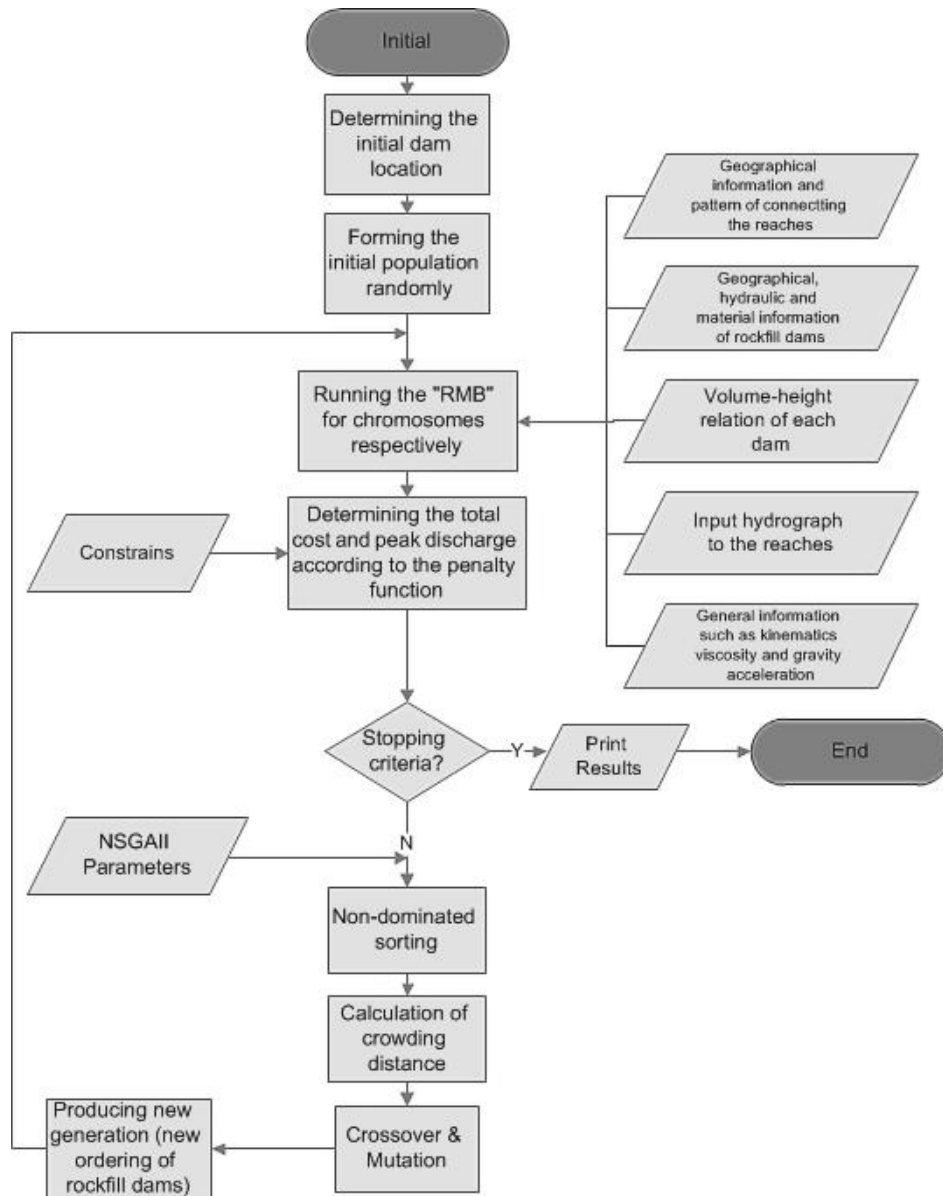 Initial
Determining the
initial dam
location
Forming the
initial population
randomly
Geographical
information and
pattern of connectting
the reaches
Geographical,
hydraulic and
material information
of rockfill dams
Running the "RMB"
for chromosomes
respectively
Volume-height
relation of each
dam
Determining the total
cost and peak discharge
according to the penalty
function
Constrains
Input hydrograph
to the reaches
General information
such as kinematics
viscosity and gravity
acceleration
Stopping
criteria?
Y
Print
Results
End
N
NSGAII
Parameters
Non-dominated
sorting
Calculation of
crowding
distance
Crossover &
Mutation
Producing new
generation (new
ordering of
rockfill dams)